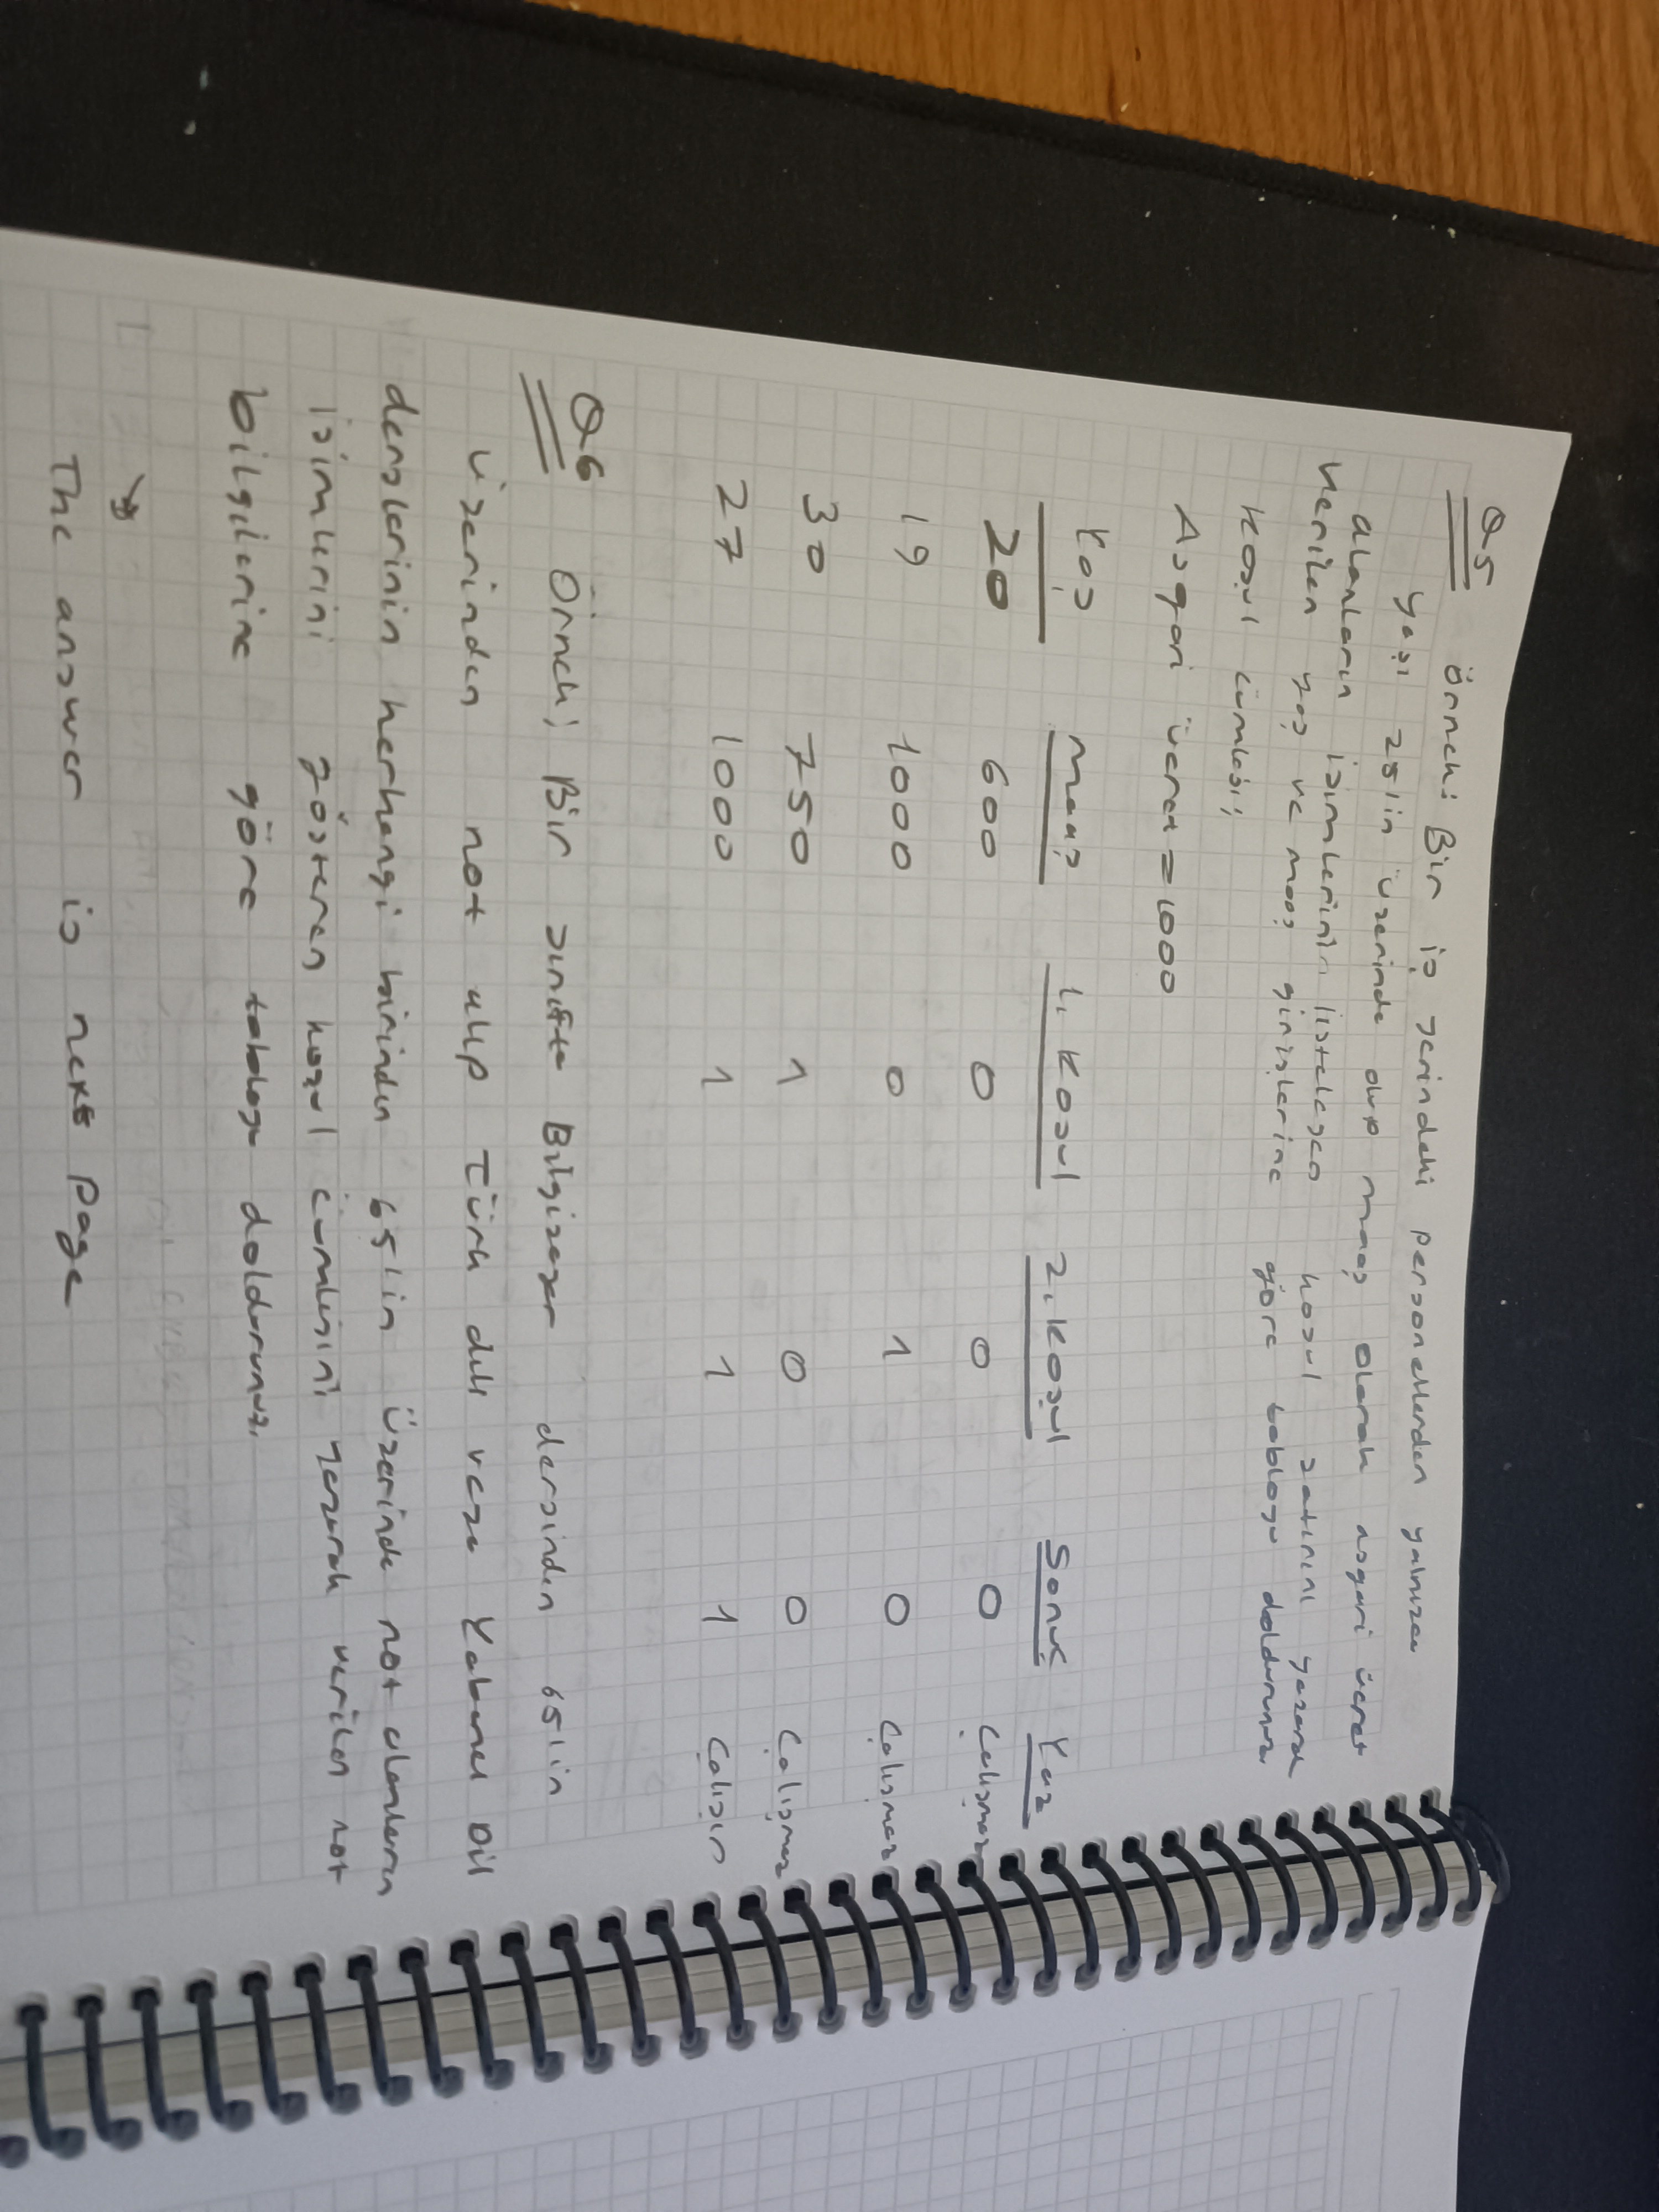 Q5
Örnek: Bir iş yerindeki personellerden yalnızca
yaşı 25'in üzerinde olup maaş olarak asgari ücret
alanların isimlerini listelesen koşul satırını yazarak
Verilen yaş ve maaş girişlerine göre tabloyu doldurunuz.
Koşul cümlesi;
Asgari ücret = 1000
Yaş Maaş 1. Koşul 2. Koşul Sonuç Yaz
20 600 0 0 0 Çalışmaz
19 1000 0 1 0 Çalışmaz
30 750 1 0 0 Çalışmaz
27 1000 1 1 1 Çalışır
Q6
Örnek; Bir sınıfta Bilgisayar dersinden 65'in
üzerinden not alıp Türk dili veya Yabancı Dil
derslerinin herhangi birinden 65'in üzerinde not alanların
isimlerini gösteren koşul cümlesini yazarak verilen not
bilgilerine göre tabloyu doldurunuz.
The answer is next page